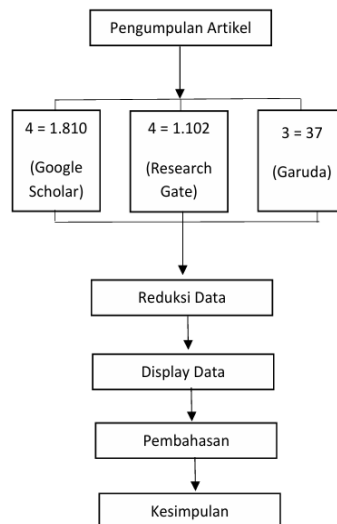 Pengumpulan Artikel
4 = 1.810
(Google
Scholar)
4 = 1.102
(Research
Gate)
3 = 37
(Garuda)
Reduksi Data
Display Data
Pembahasan
Kesimpulan